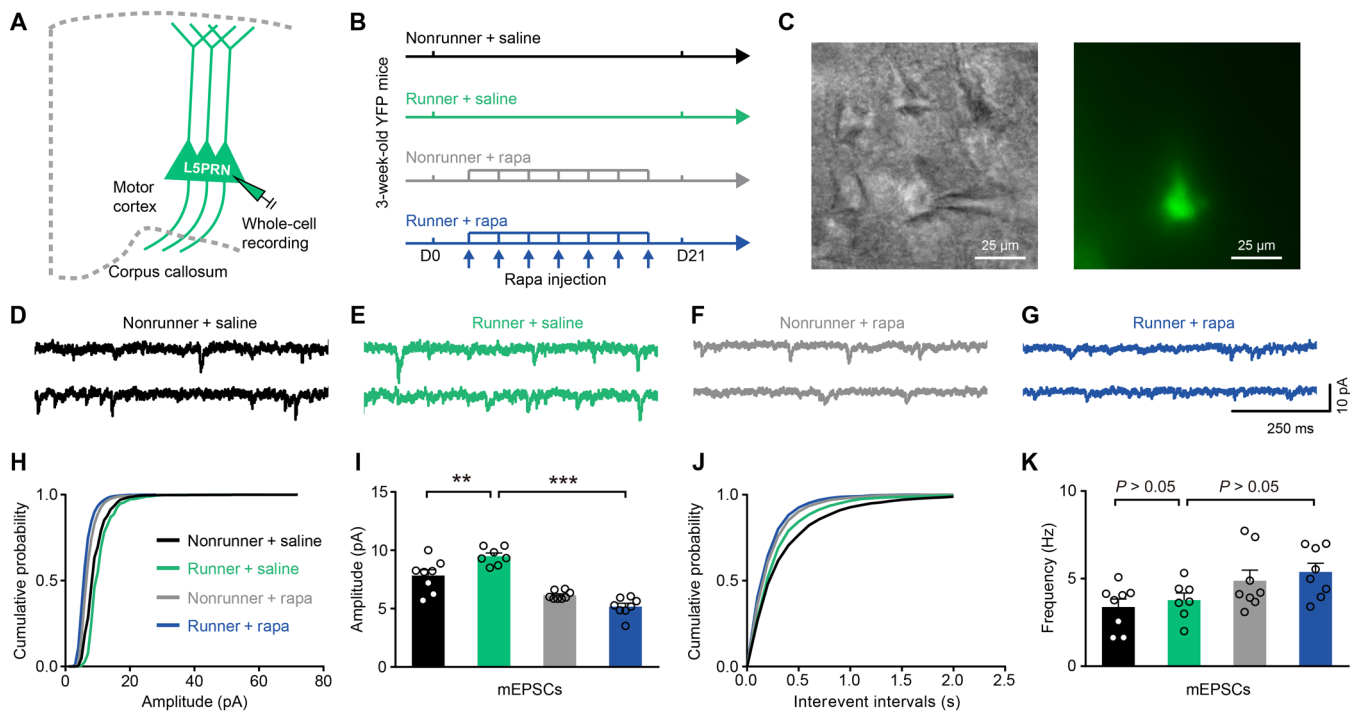 A
L5PRN
Motor
cortex
Whole-cell
recording
Corpus callosum
B
3-week-old YFP mice
Nonrunner + saline
Runner + saline
Nonrunner + rapa
Runner + rapa
D0
D21
Rapa injection
C
25 µm
25 µm
D
Nonrunner + saline
E
Runner + saline
F
Nonrunner + rapa
G
Runner + rapa
10 pA
250 ms
H
Cumulative probability
1.0
0.5
0.0
Nonrunner + saline
Runner + saline
Nonrunner + rapa
Runner + rapa
0 20 40 60 80
Amplitude (pA)
I
Amplitude (pA)
15
10
5
0
** ***
mEPSCs
J
Cumulative probability
1.0
0.5
0.0
0.0 0.5 1.0 1.5 2.0 2.5
Interevent intervals (s)
K
Frequency (Hz)
10
5
0
P > 0.05 P > 0.05
mEPSCs